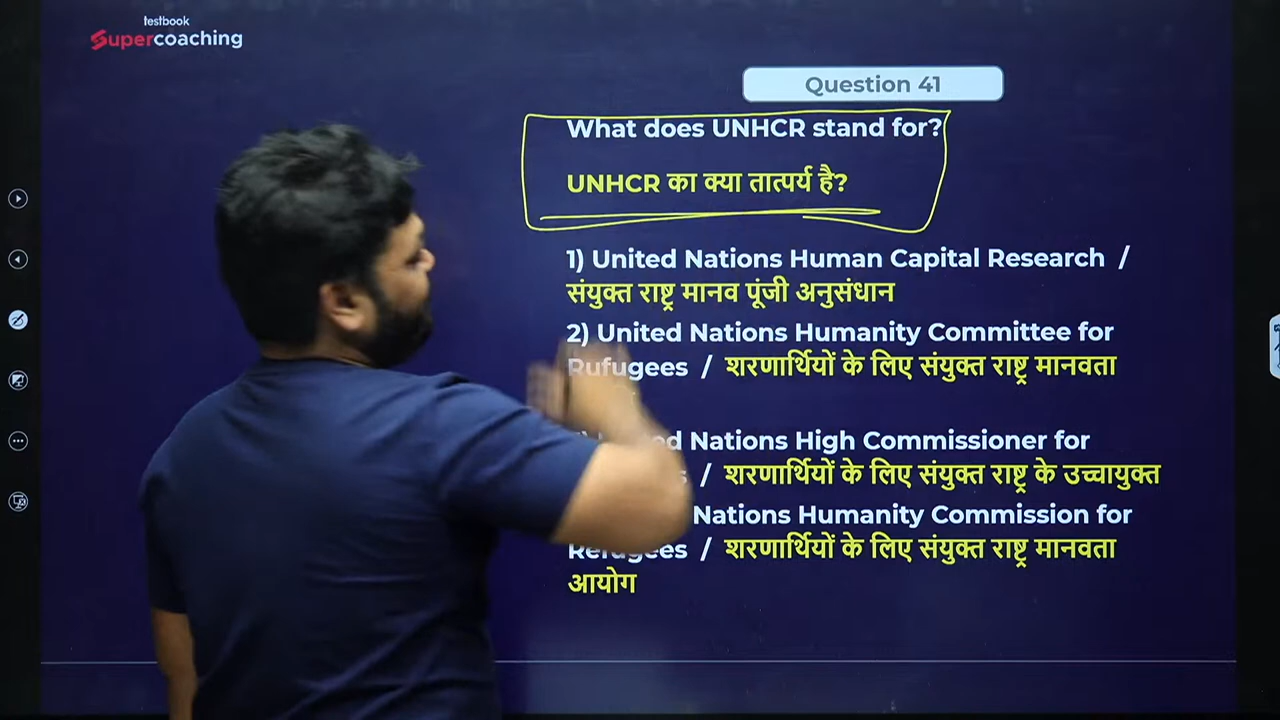 testbook
Supercoaching
Question 41
What does UNHCR stand for?
UNHCR का क्या तात्पर्य है?
1) United Nations Human Capital Research /
संयुक्त राष्ट्र मानव पूंजी अनुसंधान
2) United Nations Humanity Committee for
Rufugees / शरणार्थियों के लिए संयुक्त राष्ट्र मानवता
Nations High Commissioner for
/ शरणार्थियों के लिए संयुक्त राष्ट्र के उच्चायुक्त
Nations Humanity Commission for
Refugees / शरणार्थियों के लिए संयुक्त राष्ट्र मानवता
आयोग